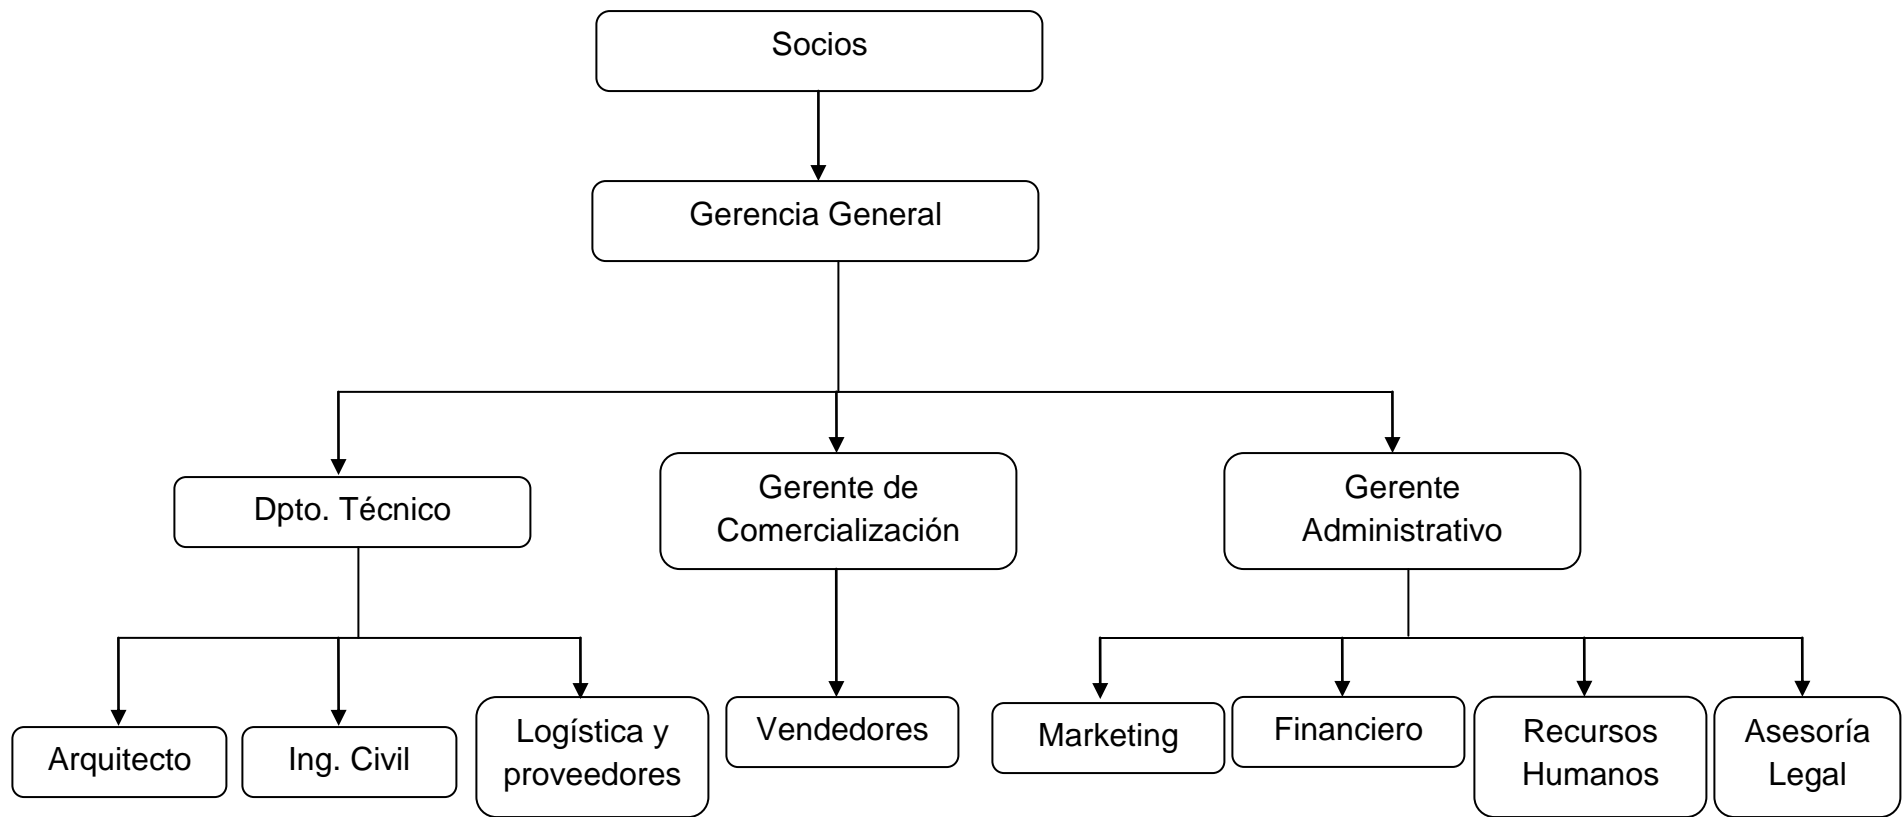 Socios
Gerencia General
Dpto. Técnico
Gerente de
Comercialización
Gerente
Administrativo
Arquitecto
Ing. Civil
Logística y
proveedores
Vendedores
Marketing
Financiero
Recursos
Humanos
Asesoría
Legal